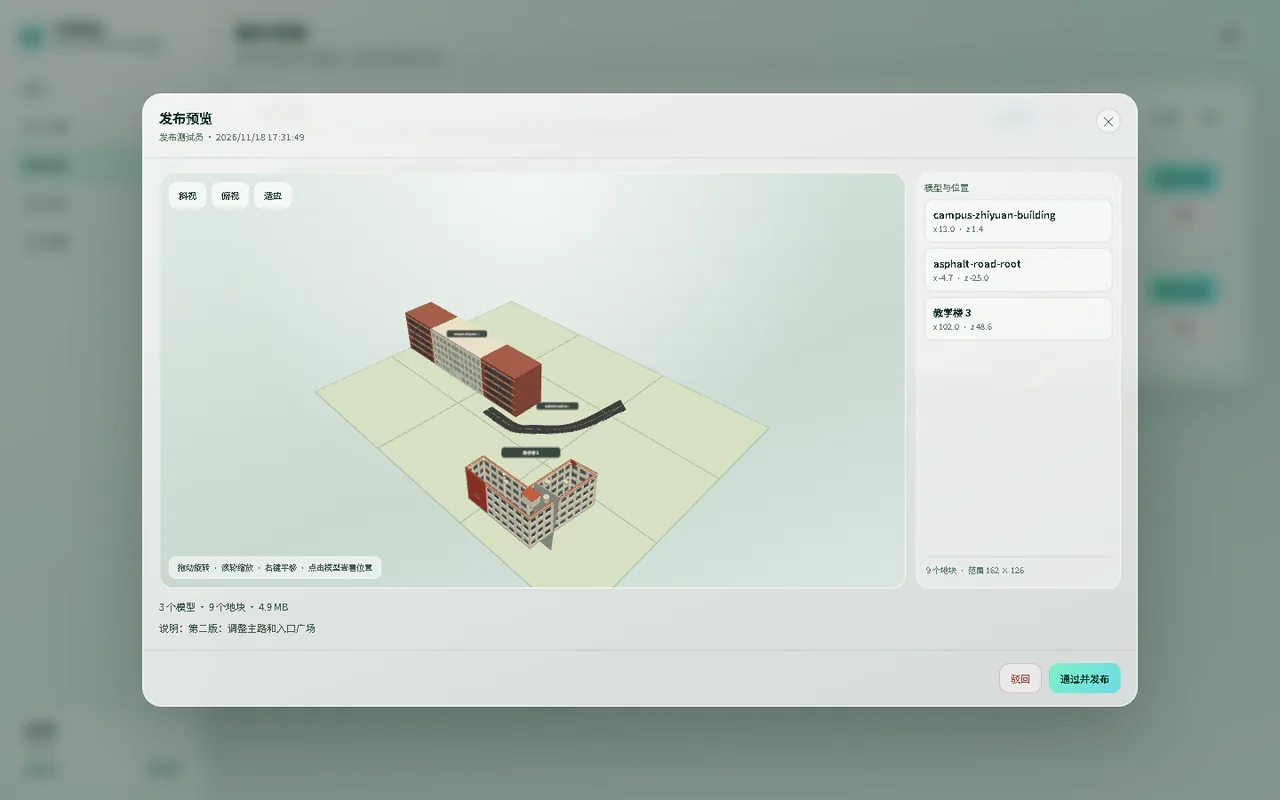 发布预览
发布测试员 · 2025/11/18 17:31:49
斜视
俯视
适应
教学楼 3
拖动旋转 · 滚轮缩放 · 右键平移 · 点击模型查看位置
模型与位置
campus-zhiyuan-building
x 13.0 · z 1.4
asphalt-road-root
x -4.7 · z -25.0
教学楼 3
x 102.0 · z 48.6
9 个地块 · 范围 162 × 126
3 个模型 · 9 个地块 · 4.9 MB
说明：第二版：调整主路和入口广场
驳回
通过并发布